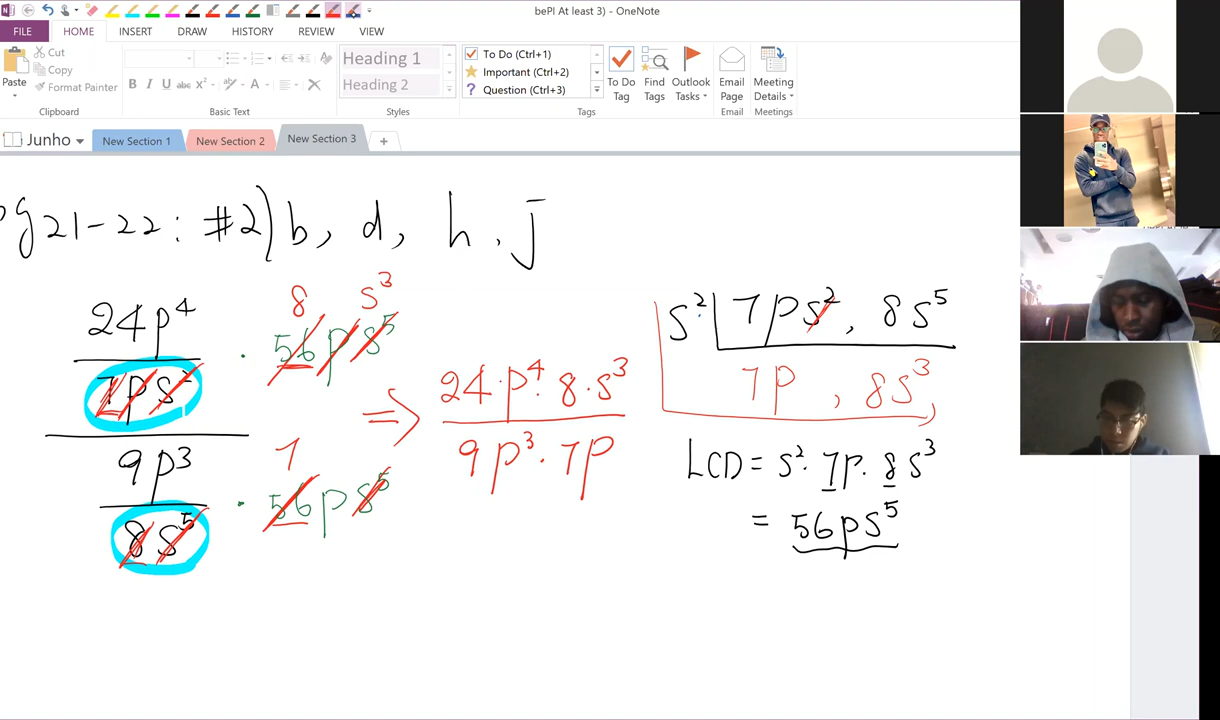 bePl At least 3) - OneNote
FILE HOME INSERT DRAW HISTORY REVIEW VIEW
Paste
Cut
Copy
Format Painter
Clipboard
B I U abc X₂ A
Basic Text
Heading 1
Heading 2
Styles
To Do (Ctrl+1)
Important (Ctrl+2)
Question (Ctrl+3)
To Do Tag
Find Tags
Tags
Outlook Tasks
Email Page
Email
Meeting Details
Meetings
Junho New Section 1 New Section 2 New Section 3 +
Pg 21-22: #2) b, d, h, j
24p⁴ / 7ps² · 56ps⁵
8 s³
9p³ / 8s⁵ · 56ps⁵
7
⇒ 24·p⁴·8·s³ / 9p³·7p
s² | 7ps², 8s⁵
7p, 8s³
LCD = s²·7p·8s³
= 56ps⁵